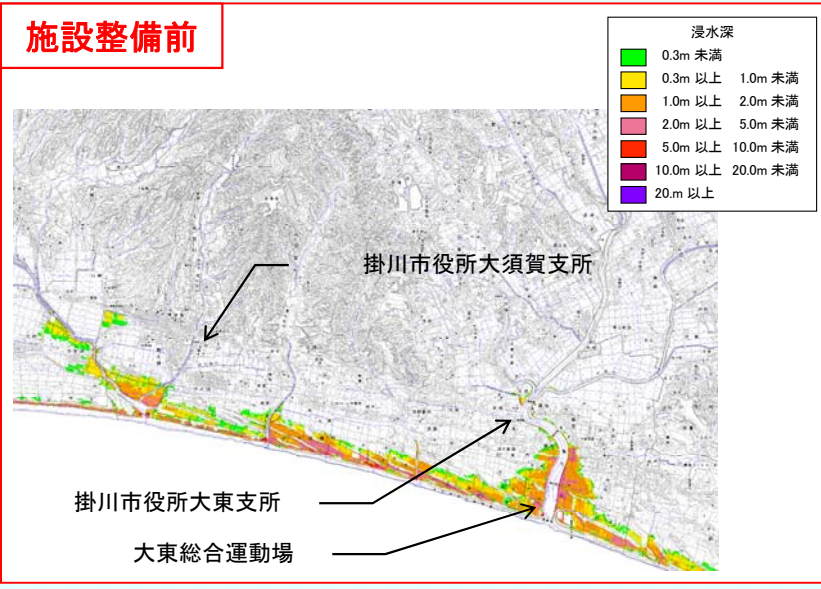 施設整備前
浸水深
0.3m 未満
0.3m 以上 1.0m 未満
1.0m 以上 2.0m 未満
2.0m 以上 5.0m 未満
5.0m 以上 10.0m 未満
10.0m 以上 20.0m 未満
20.m 以上
掛川市役所大須賀支所
掛川市役所大東支所
大東総合運動場